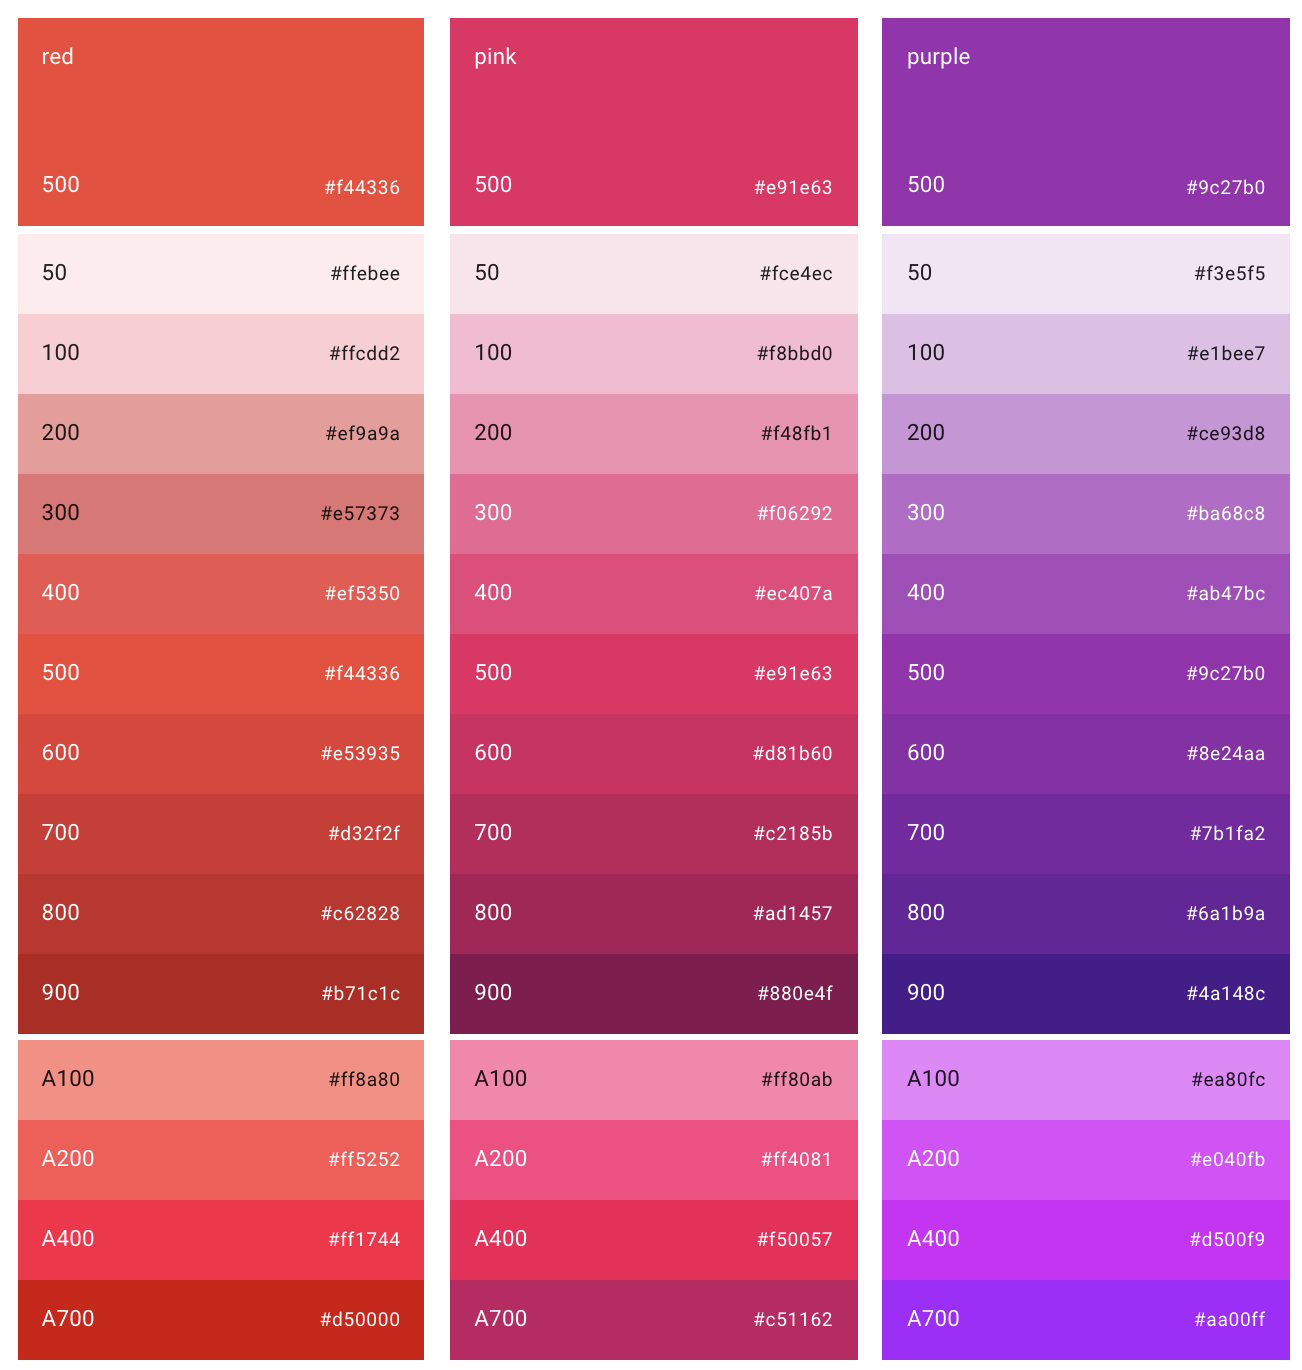 red
500 #f44336
50 #ffebee
100 #ffcdd2
200 #ef9a9a
300 #e57373
400 #ef5350
500 #f44336
600 #e53935
700 #d32f2f
800 #c62828
900 #b71c1c
A100 #ff8a80
A200 #ff5252
A400 #ff1744
A700 #d50000
pink
500 #e91e63
50 #fce4ec
100 #f8bbd0
200 #f48fb1
300 #f06292
400 #ec407a
500 #e91e63
600 #d81b60
700 #c2185b
800 #ad1457
900 #880e4f
A100 #ff80ab
A200 #ff4081
A400 #f50057
A700 #c51162
purple
500 #9c27b0
50 #f3e5f5
100 #e1bee7
200 #ce93d8
300 #ba68c8
400 #ab47bc
500 #9c27b0
600 #8e24aa
700 #7b1fa2
800 #6a1b9a
900 #4a148c
A100 #ea80fc
A200 #e040fb
A400 #d500f9
A700 #aa00ff